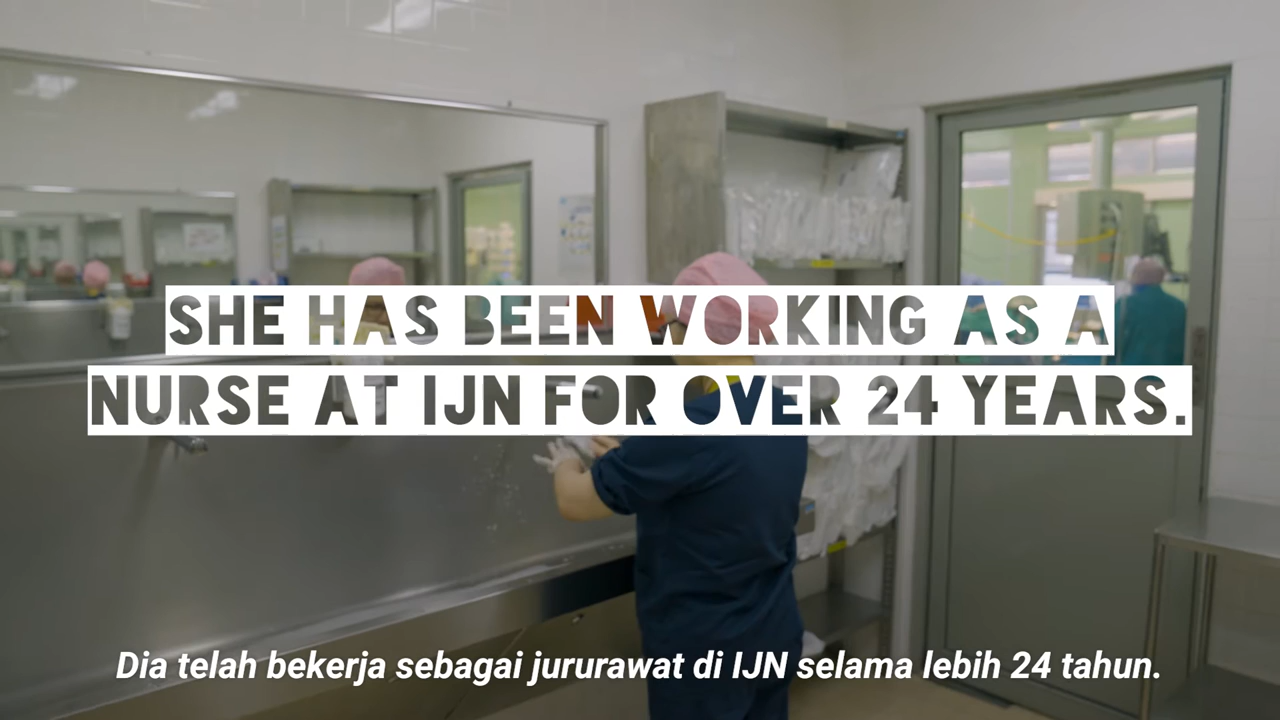 SHE HAS BEEN WORKING AS A
NURSE AT IJN FOR OVER 24 YEARS.
Dia telah bekerja sebagai jururawat di IJN selama lebih 24 tahun.